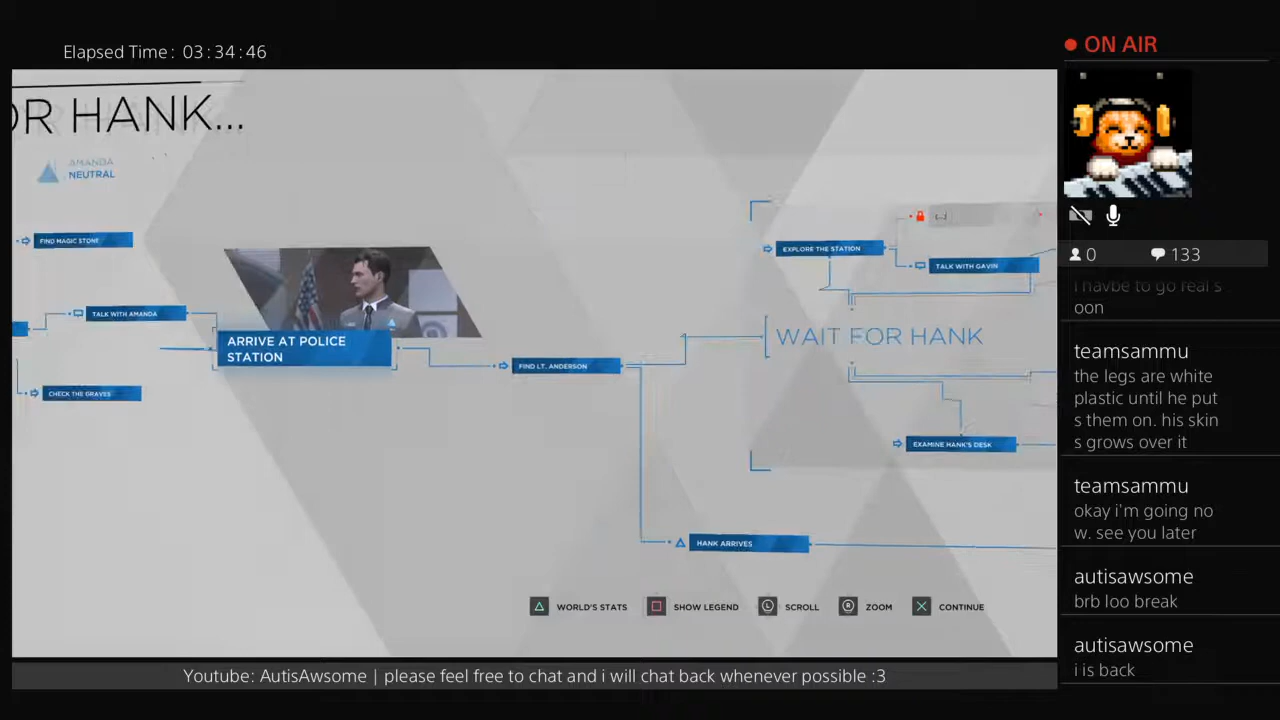 Elapsed Time: 03:34:46
ON AIR
OR HANK...
AMANDA
NEUTRAL
FIND MAGIC STONE
TALK WITH AMANDA
ARRIVE AT POLICE
STATION
CHECK THE GRAVES
FIND LT. ANDERSON
EXPLORE THE STATION
TALK WITH GAVIN
WAIT FOR HANK
EXAMINE HANK'S DESK
HANK ARRIVES
WORLD'S STATS
SHOW LEGEND
SCROLL
ZOOM
CONTINUE
Youtube: AutisAwsome | please feel free to chat and i will chat back whenever possible :3
0
133
i havbe to go real s
oon
teamsammu
the legs are white
plastic until he put
s them on. his skin
s grows over it
teamsammu
okay i'm going no
w. see you later
autisawsome
brb loo break
autisawsome
i is back